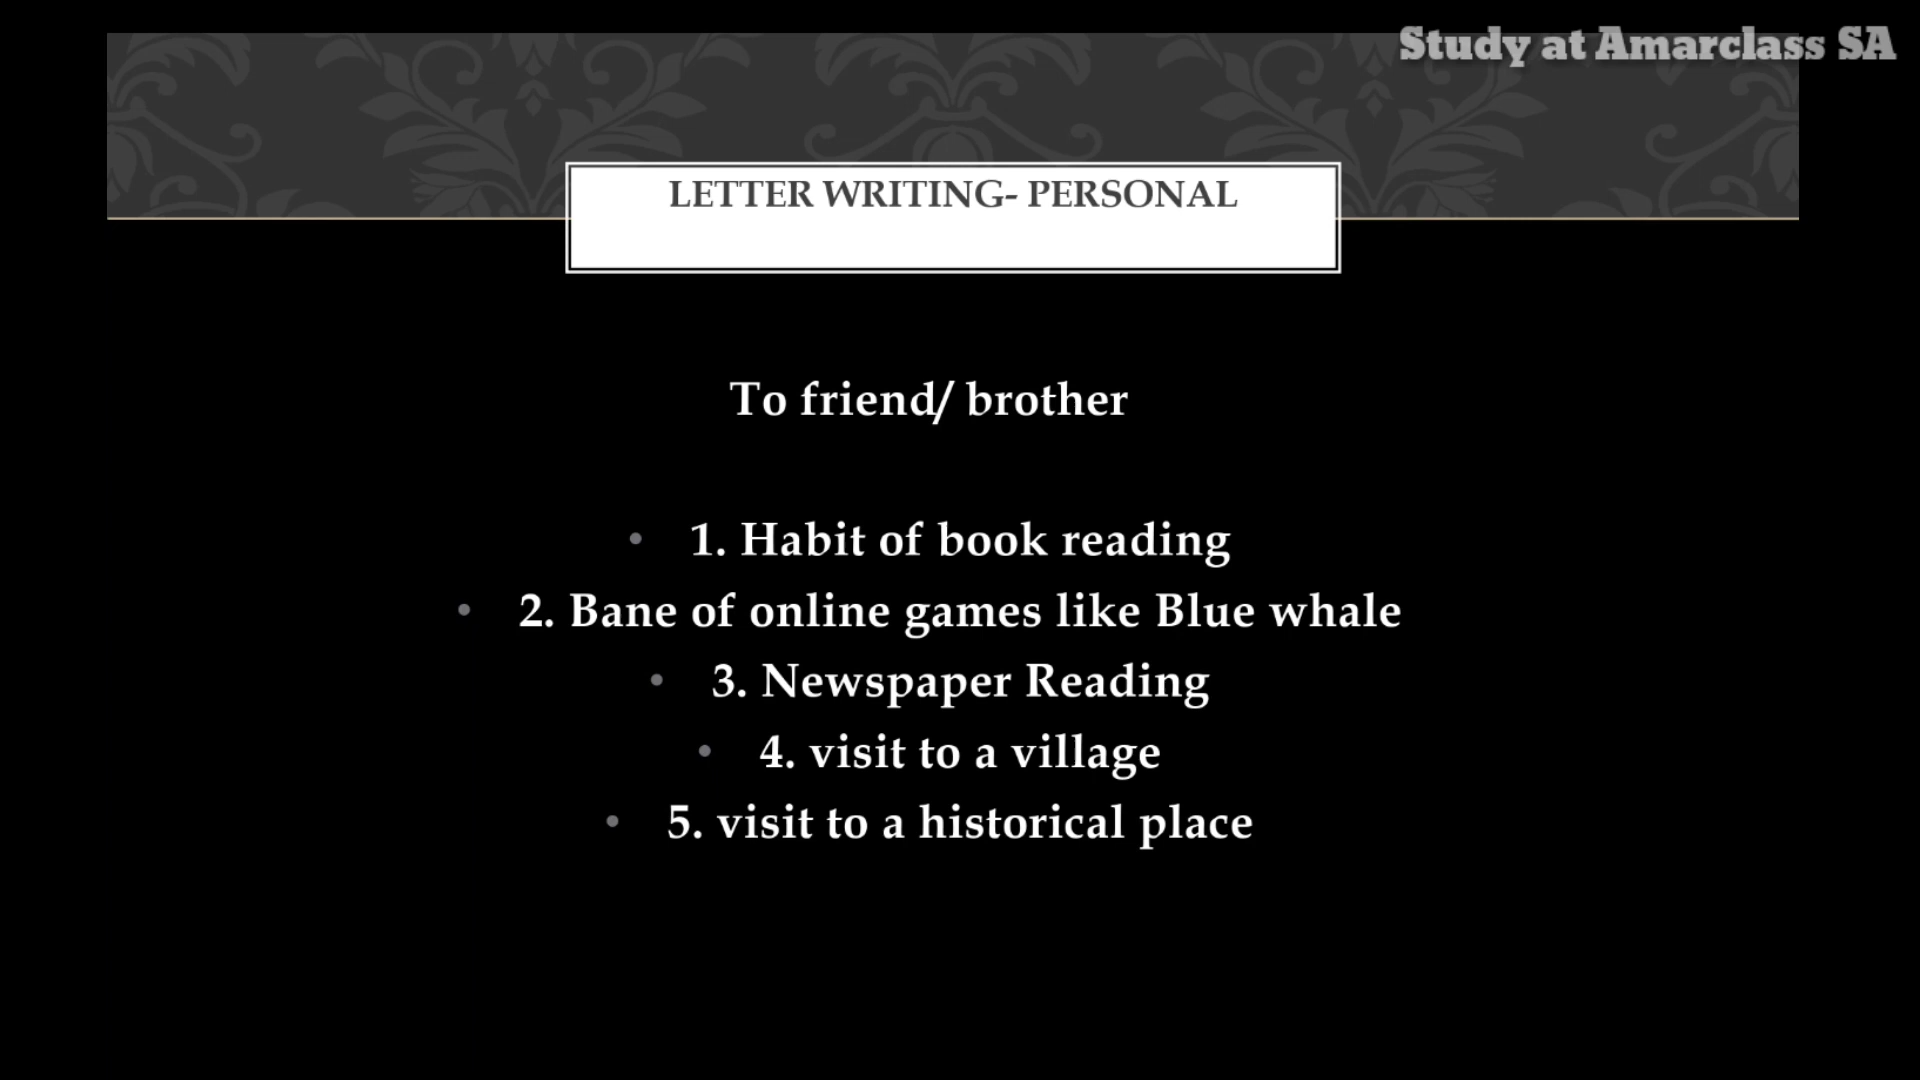 Study at Amarclass SA
LETTER WRITING- PERSONAL
To friend/ brother
• 1. Habit of book reading
• 2. Bane of online games like Blue whale
• 3. Newspaper Reading
• 4. visit to a village
• 5. visit to a historical place